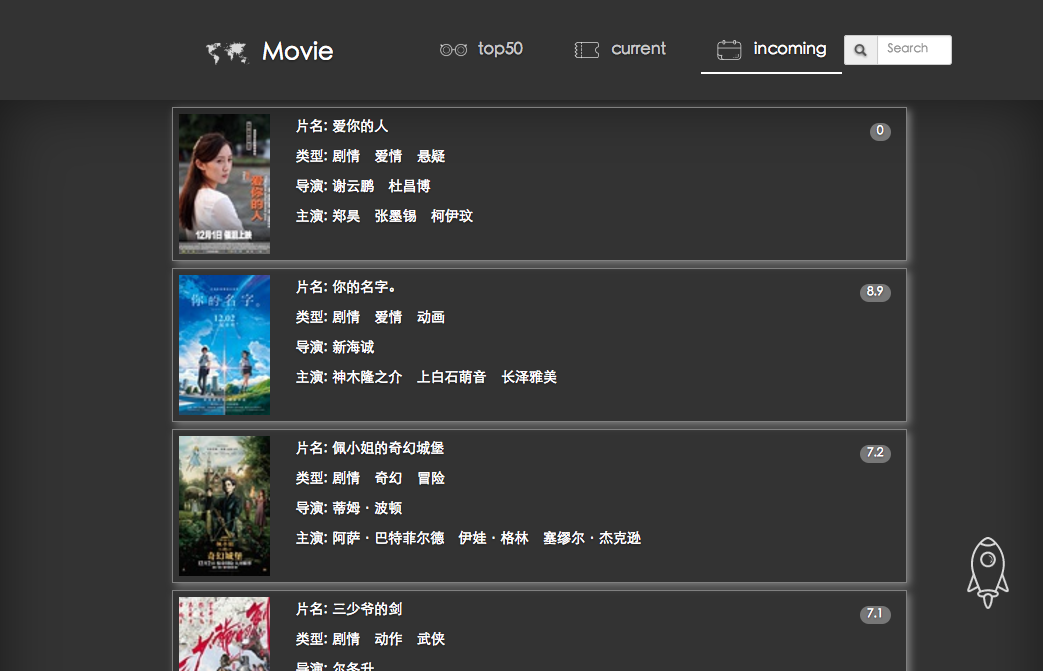 Movie
top50
current
incoming
Search
片名: 爱你的人
0
类型: 剧情 爱情 悬疑
导演: 谢云鹏 杜昌博
主演: 郑昊 张墨锡 柯伊玟
爱你的人
12月1日
片名: 你的名字。
8.9
类型: 剧情 爱情 动画
导演: 新海诚
主演: 神木隆之介 上白石萌音 长泽雅美
你的名字。
12.02
片名: 佩小姐的奇幻城堡
7.2
类型: 剧情 奇幻 冒险
导演: 蒂姆·波顿
主演: 阿萨·巴特菲尔德 伊娃·格林 塞缪尔·杰克逊
奇幻城堡
片名: 三少爷的剑
7.1
类型: 剧情 动作 武侠
导演: 尔冬升